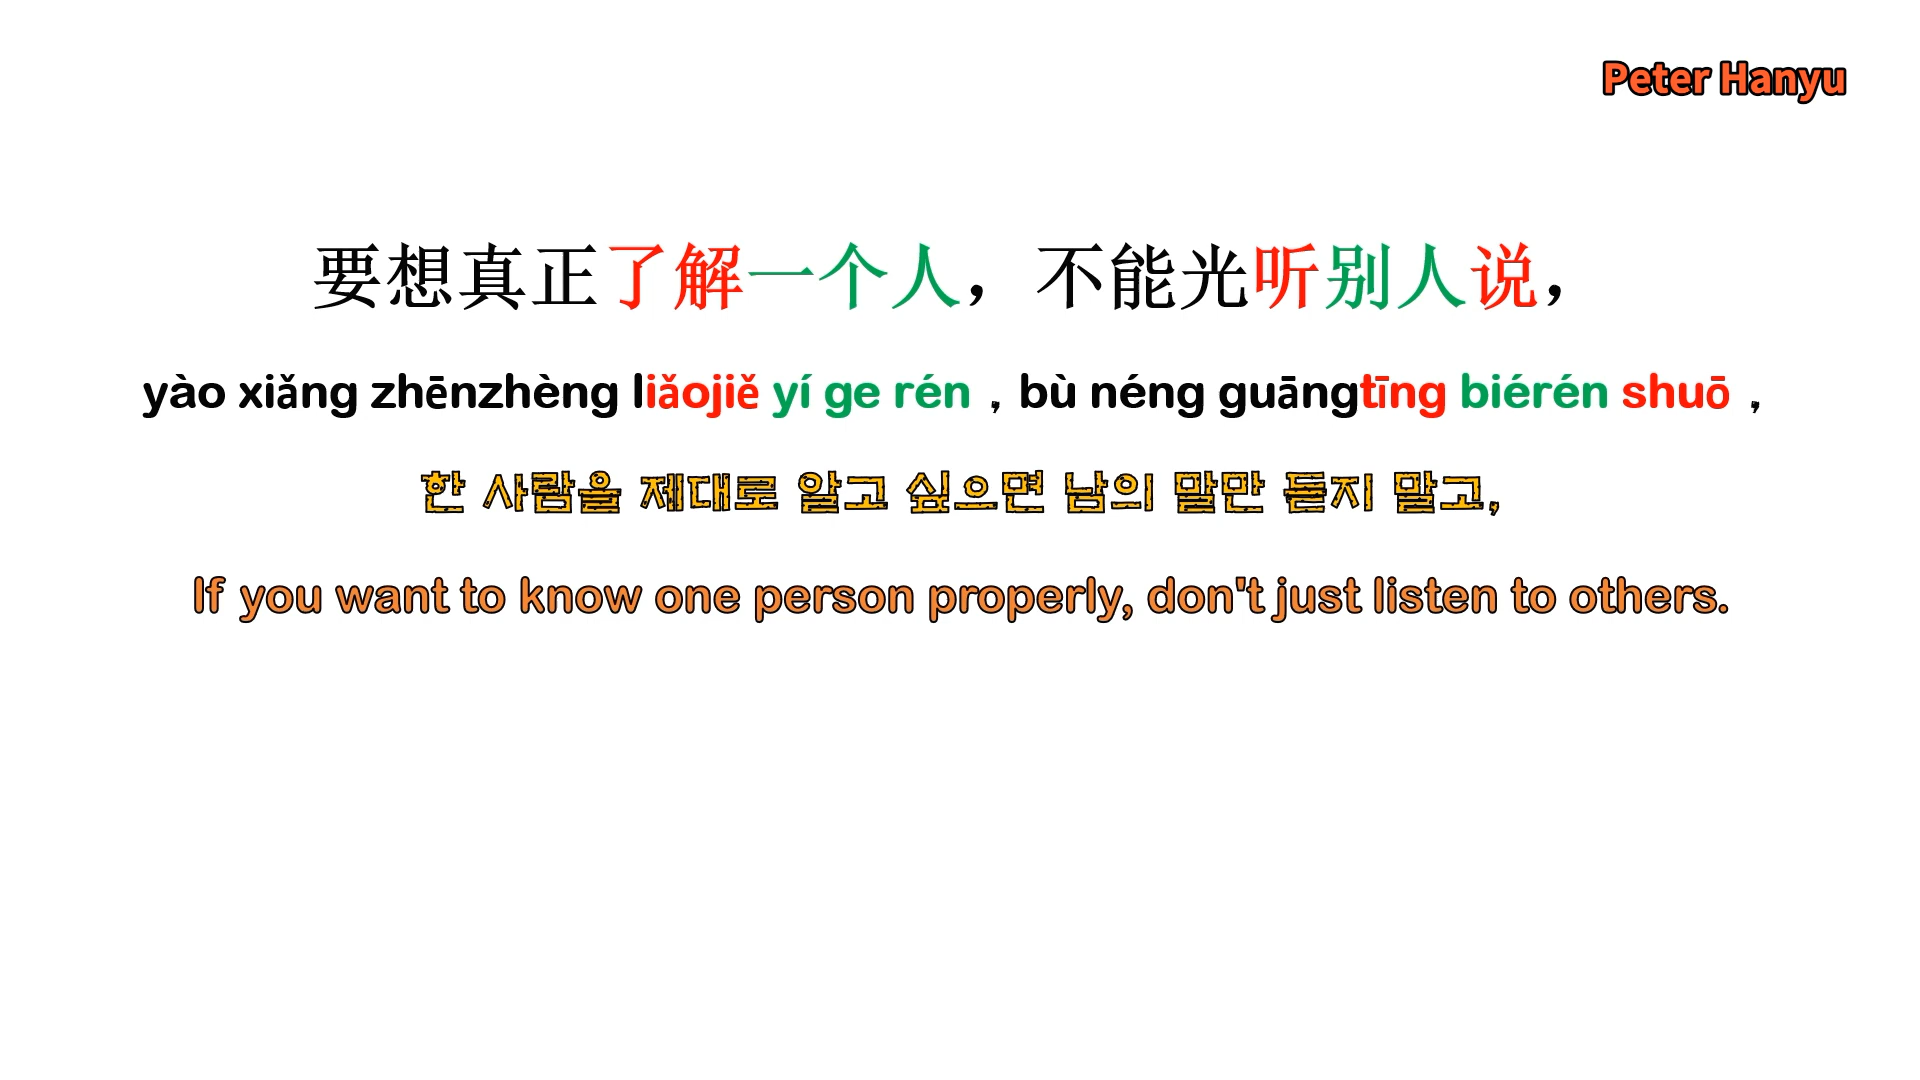 Peter Hanyu
要想真正了解一个人，不能光听别人说，
yào xiǎng zhēnzhèng liǎojiě yí ge rén，bù néng guāngtīng biérén shuō，
한 사람을 제대로 알고 싶으면 남의 말만 듣지 말고,
If you want to know one person properly, don't just listen to others.